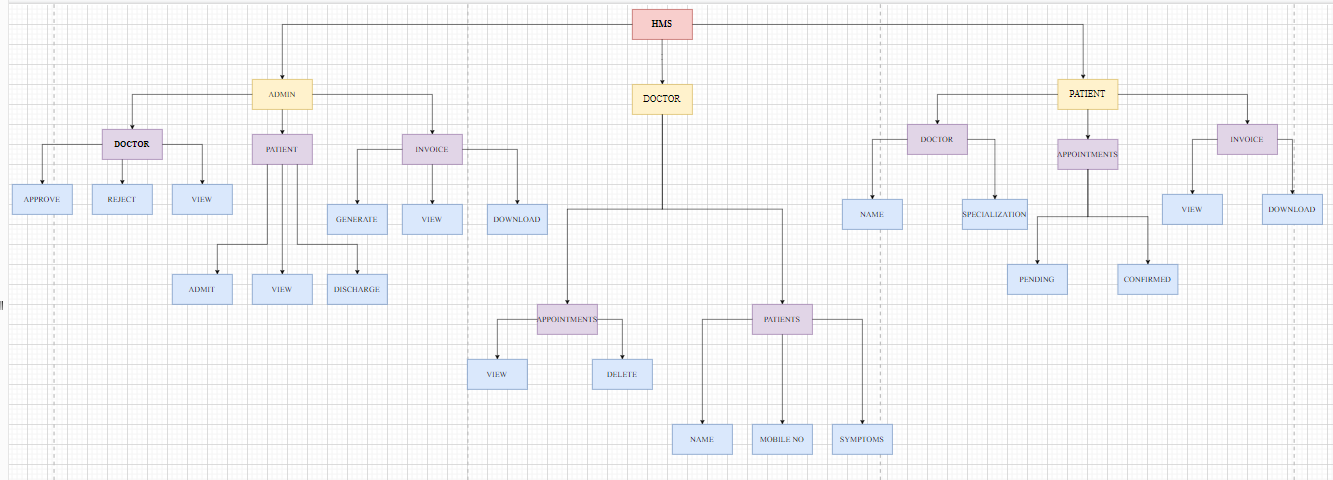 HMS
ADMIN
DOCTOR
PATIENT
DOCTOR
PATIENT
INVOICE
DOCTOR
APPOINTMENTS
INVOICE
APPROVE
REJECT
VIEW
GENERATE
VIEW
DOWNLOAD
NAME
SPECIALIZATION
VIEW
DOWNLOAD
ADMIT
VIEW
DISCHARGE
PENDING
CONFIRMED
APPOINTMENTS
PATIENTS
VIEW
DELETE
NAME
MOBILE NO
SYMPTOMS